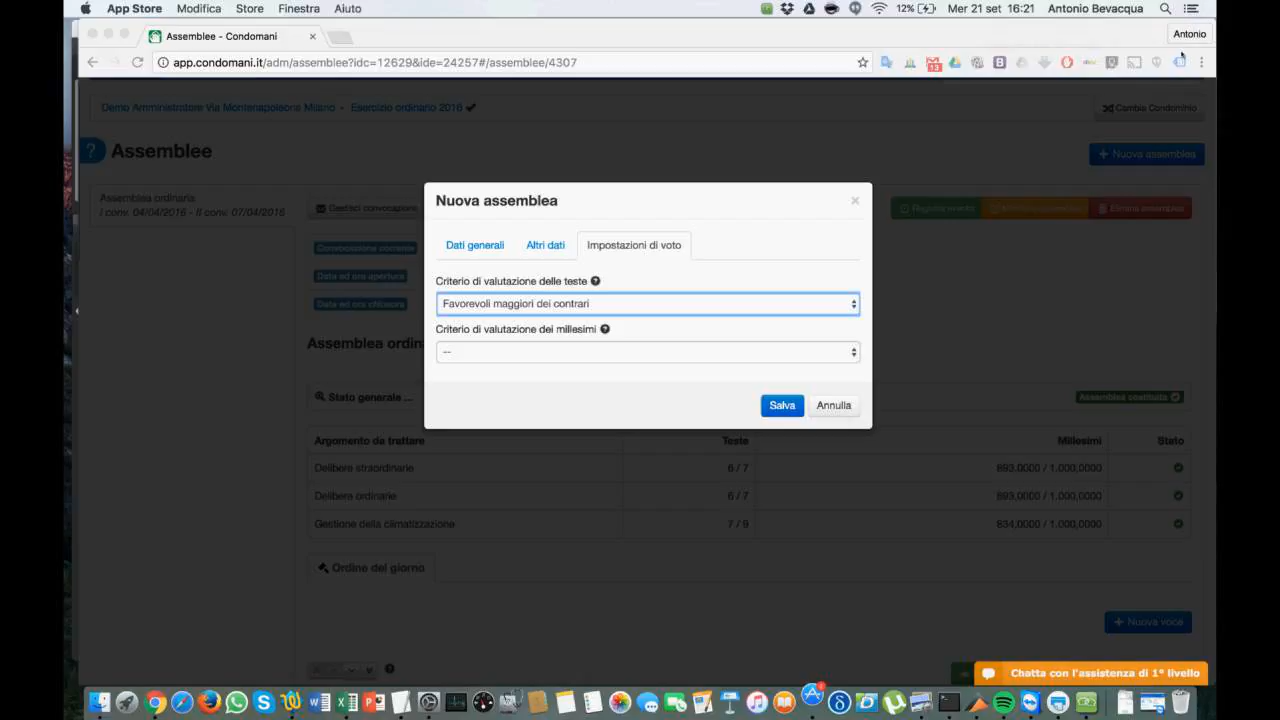 App Store Modifica Store Finestra Aiuto 12% Mer 21 set 16:21 Antonio Bevacqua
Assemblee - Condomani
Antonio
app.condomani.it/adm/assemblee?idc=12629&ide=24257#/assemblee/4307
13
Demo Amministratore Via Montenapoleone Milano - Esercizio ordinario 2016
Cambia Condominio
? Assemblee
+ Nuova assemblea
Assemblea ordinaria
I conv. 04/04/2016 - II conv. 07/04/2016
Gestisci convocazione
Registra evento
Elimina assemblea
Nuova assemblea
Dati generali Altri dati Impostazioni di voto
Convocazione corrente
Data ed ora apertura
Data ed ora chiusura
Criterio di valutazione delle teste
Favorevoli maggiori dei contrari
Criterio di valutazione dei millesimi
--
Salva Annulla
Assemblea ordin
Stato generale ...
Assemblea costituita
Argomento da trattare Teste Millesimi Stato
Delibere straordinarie 6 / 7 893,0000 / 1.000,0000
Delibere ordinarie 6 / 7 893,0000 / 1.000,0000
Gestione della climatizzazione 7 / 9 834,0000 / 1.000,0000
Ordine del giorno
+ Nuova voce
Chatta con l'assistenza di 1° livello